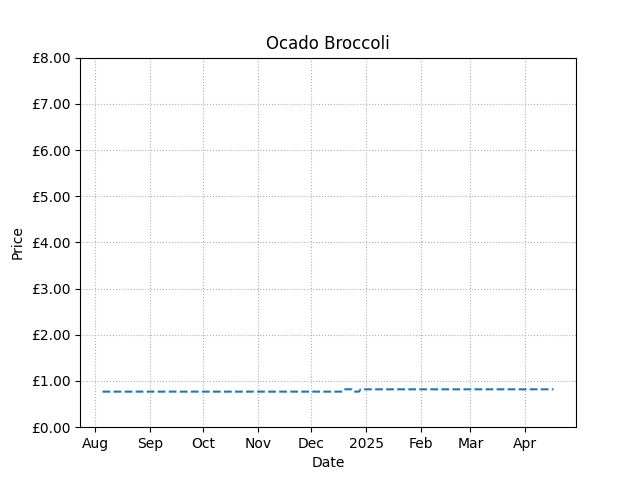 Ocado Broccoli
£8.00
£7.00
£6.00
£5.00
£4.00
£3.00
£2.00
£1.00
£0.00
Price
Aug Sep Oct Nov Dec 2025 Feb Mar Apr
Date